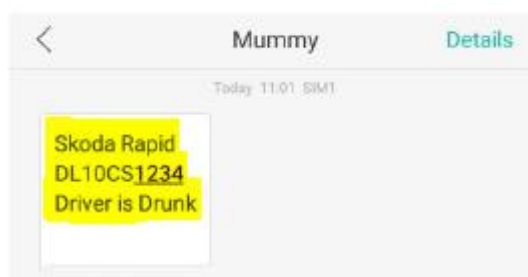 Mummy Details
Today 11:01 SIM1
Skoda Rapid
DL10CS1234
Driver is Drunk